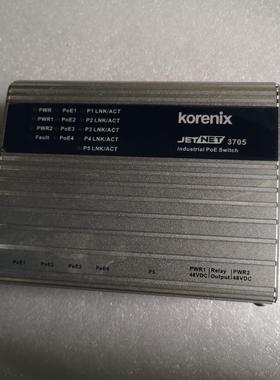 korenix
JETNET 3705
Industrial PoE Switch
PWR PoE1 P1 LNK/ACT
PWR1 PoE2 P2 LNK/ACT
PWR2 PoE3 P3 LNK/ACT
Fault PoE4 P4 LNK/ACT
P5 LNK/ACT
PoE1 PoE2 PoE3 PoE4 P5 PWR1 Relay PWR2
48VDC Output 48VDC